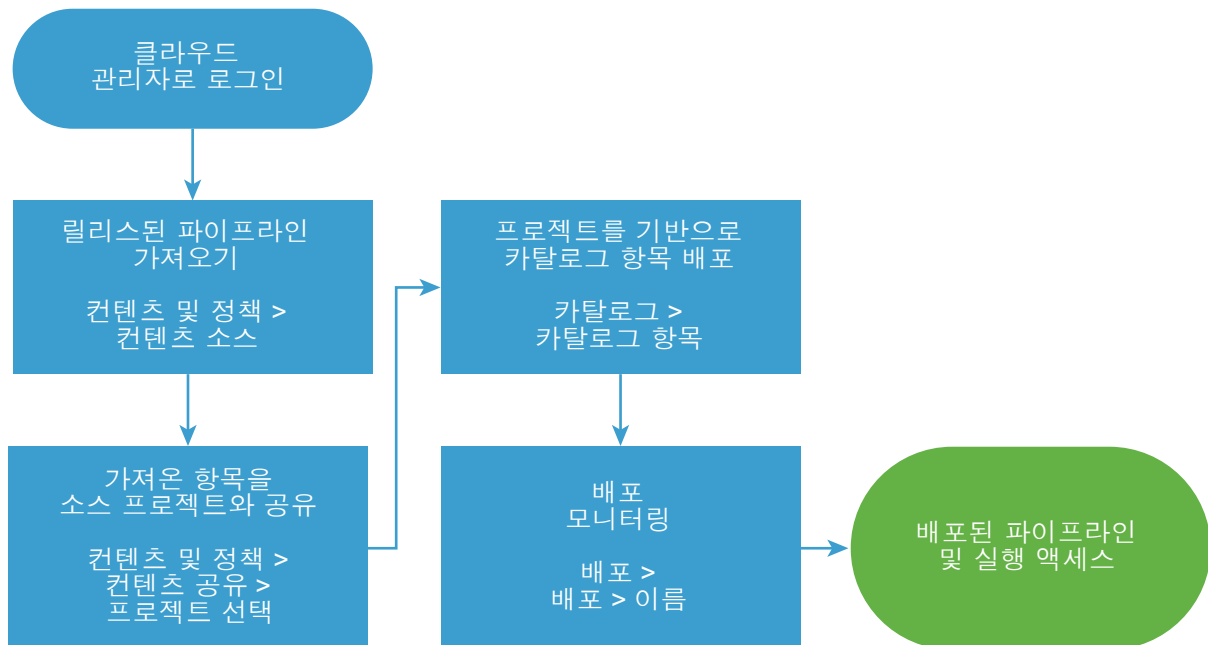 클라우드
관리자로 로그인
릴리스된 파이프라인
가져오기
컨텐츠 및 정책 >
컨텐츠 소스
가져온 항목을
소스 프로젝트와 공유
컨텐츠 및 정책 >
컨텐츠 공유 >
프로젝트 선택
프로젝트를 기반으로
카탈로그 항목 배포
카탈로그 >
카탈로그 항목
배포
모니터링
배포 >
배포 > 이름
배포된 파이프라인
및 실행 액세스